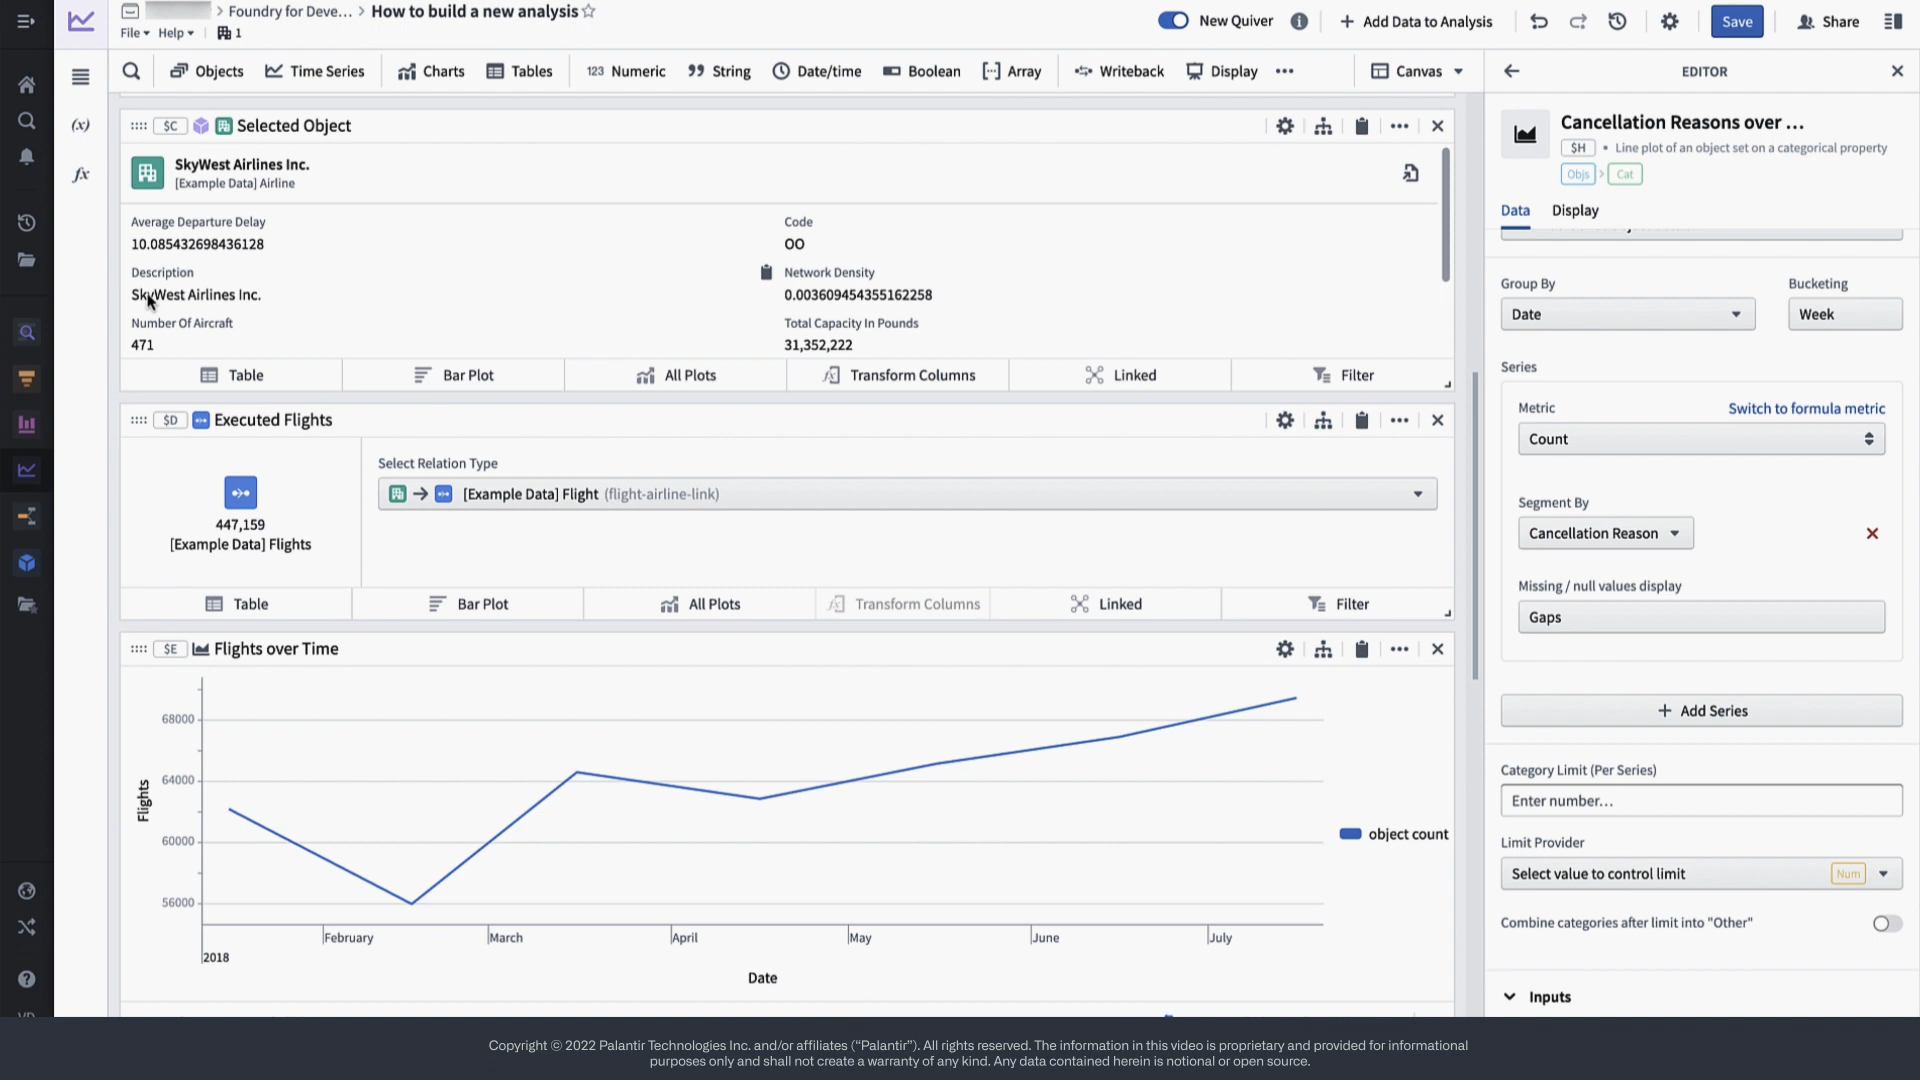 Foundry for Deve... > How to build a new analysis
File Help 1
New Quiver
Add Data to Analysis
Save
Share
Objects Time Series Charts Tables 123 Numeric String Date/time Boolean Array Writeback Display Canvas
(x)
fx
$C Selected Object
SkyWest Airlines Inc.
[Example Data] Airline
Average Departure Delay
10.085432698436128
Code
OO
Description
SkyWest Airlines Inc.
Network Density
0.003609454355162258
Number Of Aircraft
471
Total Capacity In Pounds
31,352,222
Table Bar Plot All Plots Transform Columns Linked Filter
$D Executed Flights
447,159
[Example Data] Flights
Select Relation Type
[Example Data] Flight (flight-airline-link)
Table Bar Plot All Plots Transform Columns Linked Filter
$E Flights over Time
68000
64000
60000
56000
Flights
February March April May June July
2018
Date
object count
EDITOR
Cancellation Reasons over ...
$H • Line plot of an object set on a categorical property
Objs > Cat
Data Display
Group By
Date
Bucketing
Week
Series
Metric
Switch to formula metric
Count
Segment By
Cancellation Reason
Missing / null values display
Gaps
+ Add Series
Category Limit (Per Series)
Enter number...
Limit Provider
Select value to control limit Num
Combine categories after limit into "Other"
Inputs
Copyright © 2022 Palantir Technologies Inc. and/or affiliates (“Palantir”). All rights reserved. The information in this video is proprietary and provided for informational
purposes only and shall not create a warranty of any kind. Any data contained herein is notional or open source.